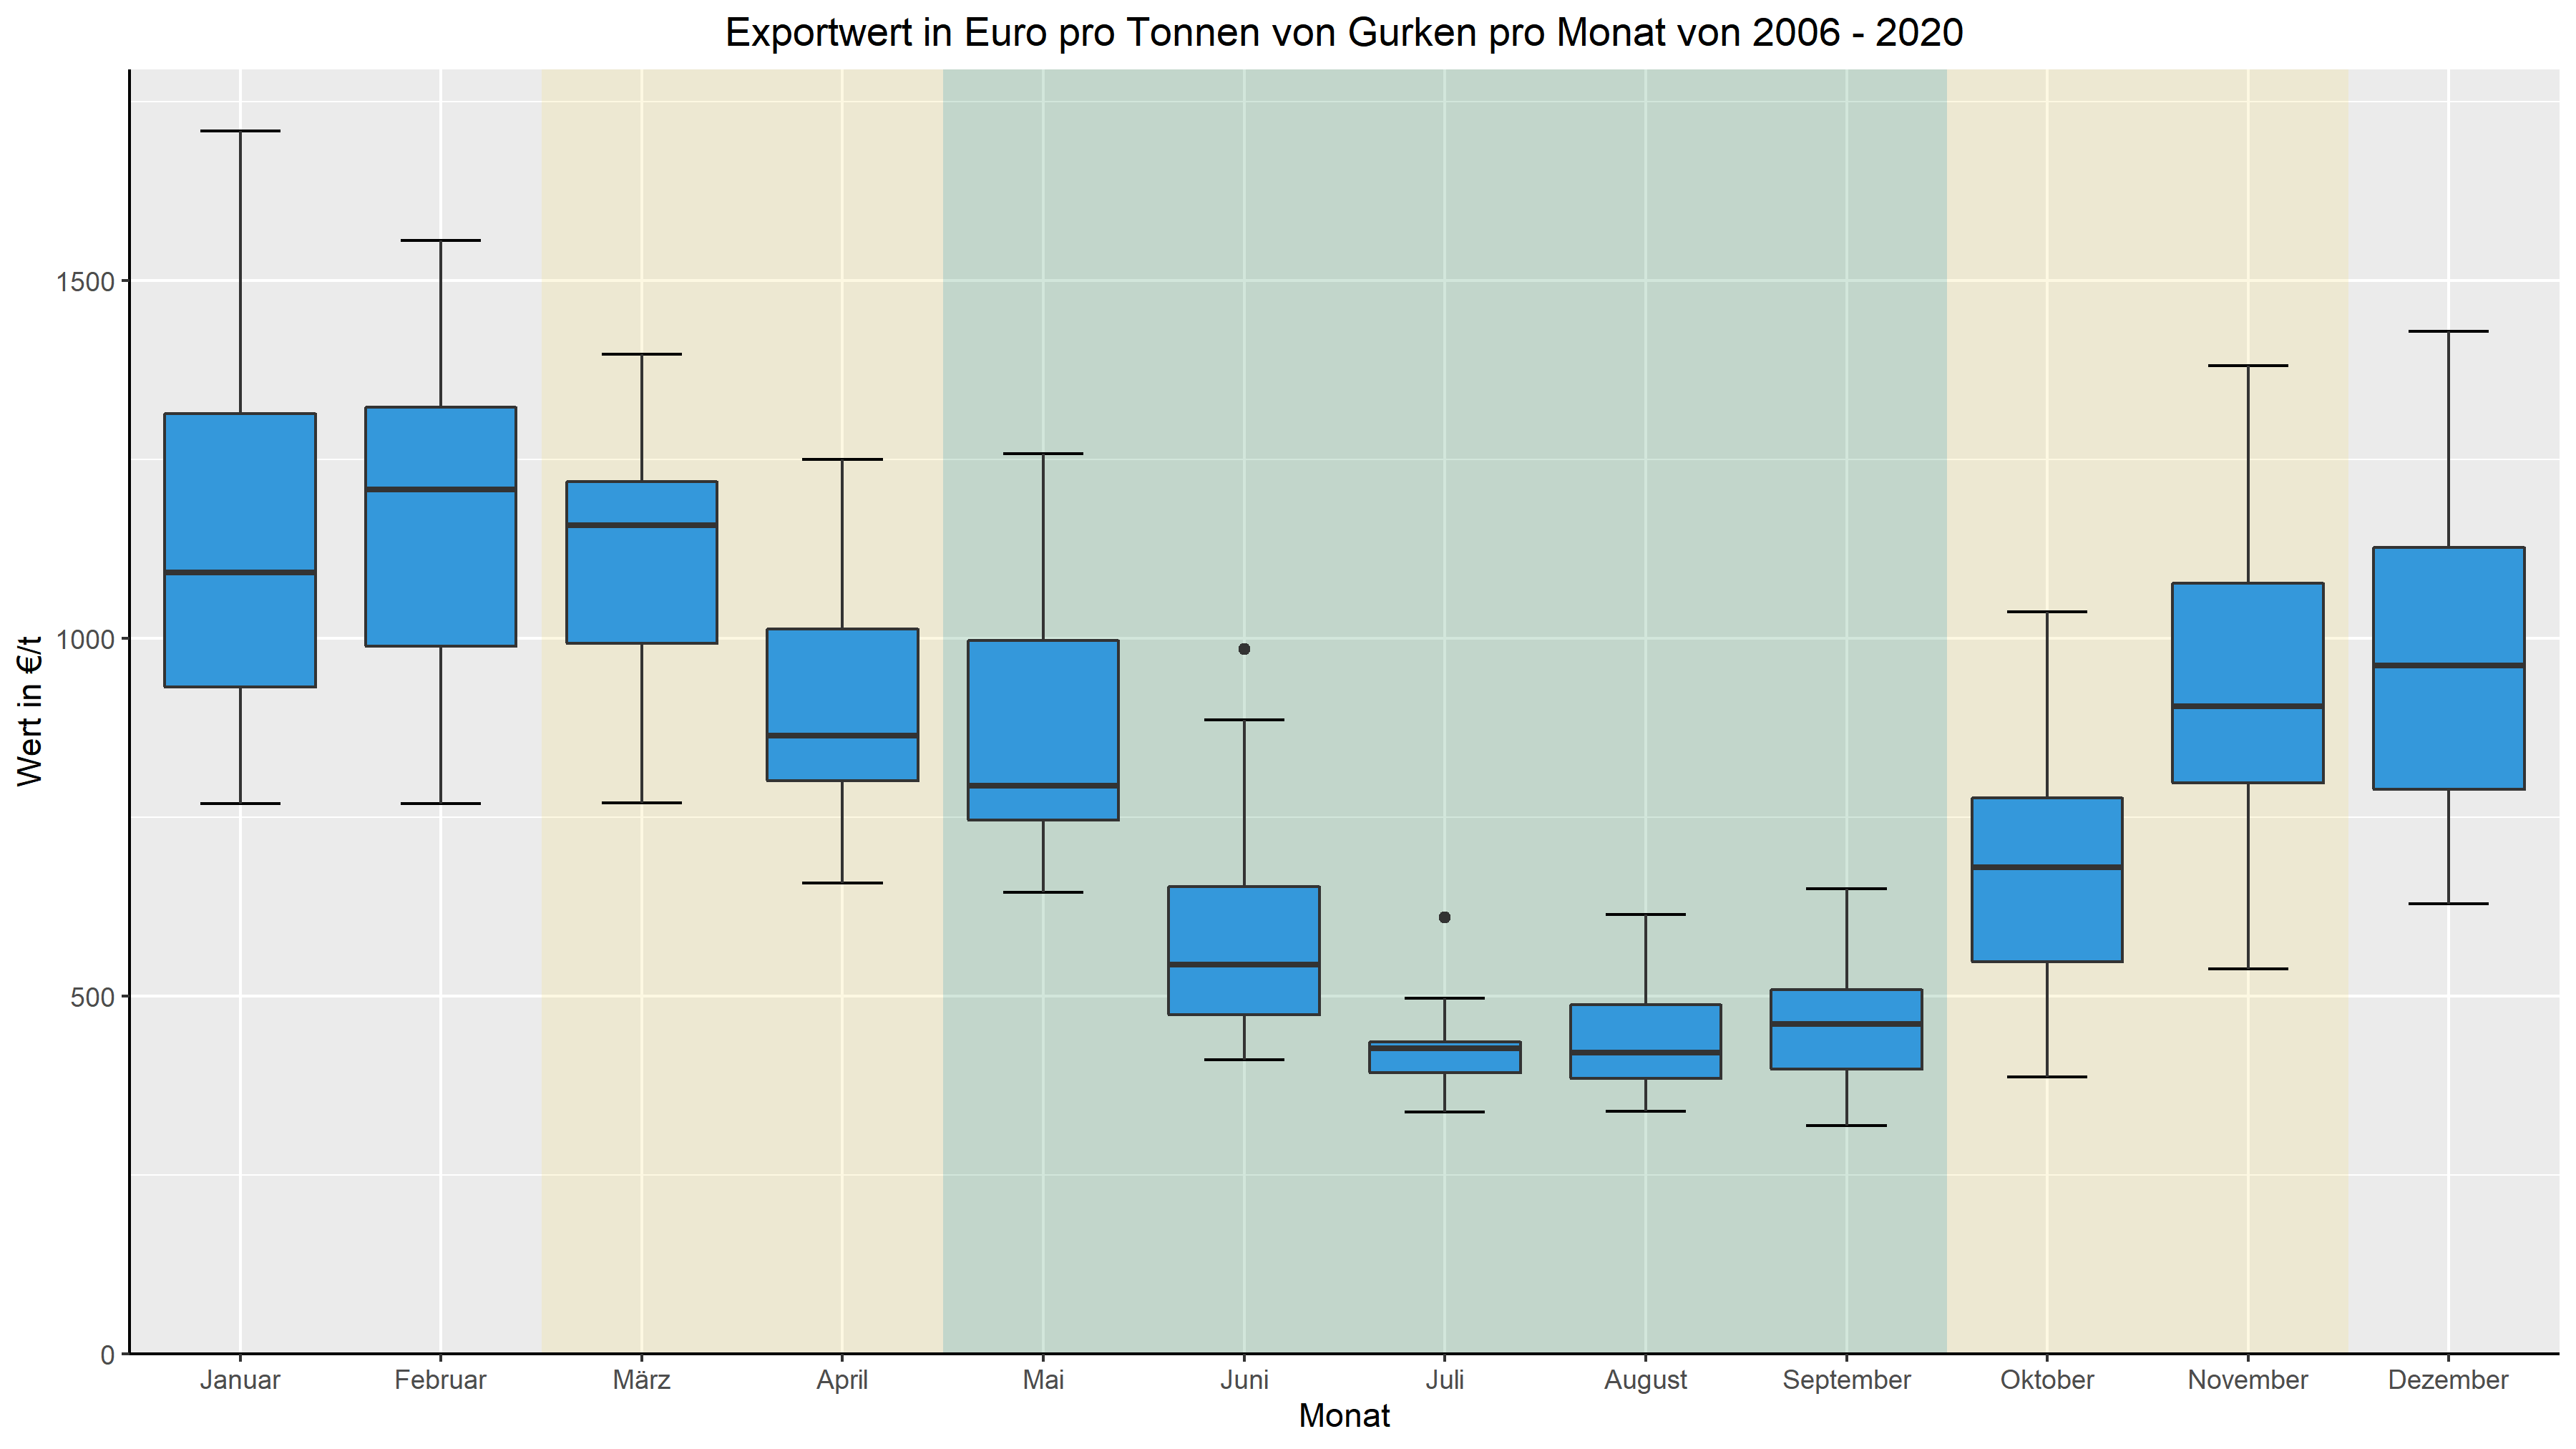 Exportwert in Euro pro Tonnen von Gurken pro Monat von 2006 - 2020
Wert in €/t
1500
1000
500
0
Januar Februar März April Mai Juni Juli August September Oktober November Dezember
Monat